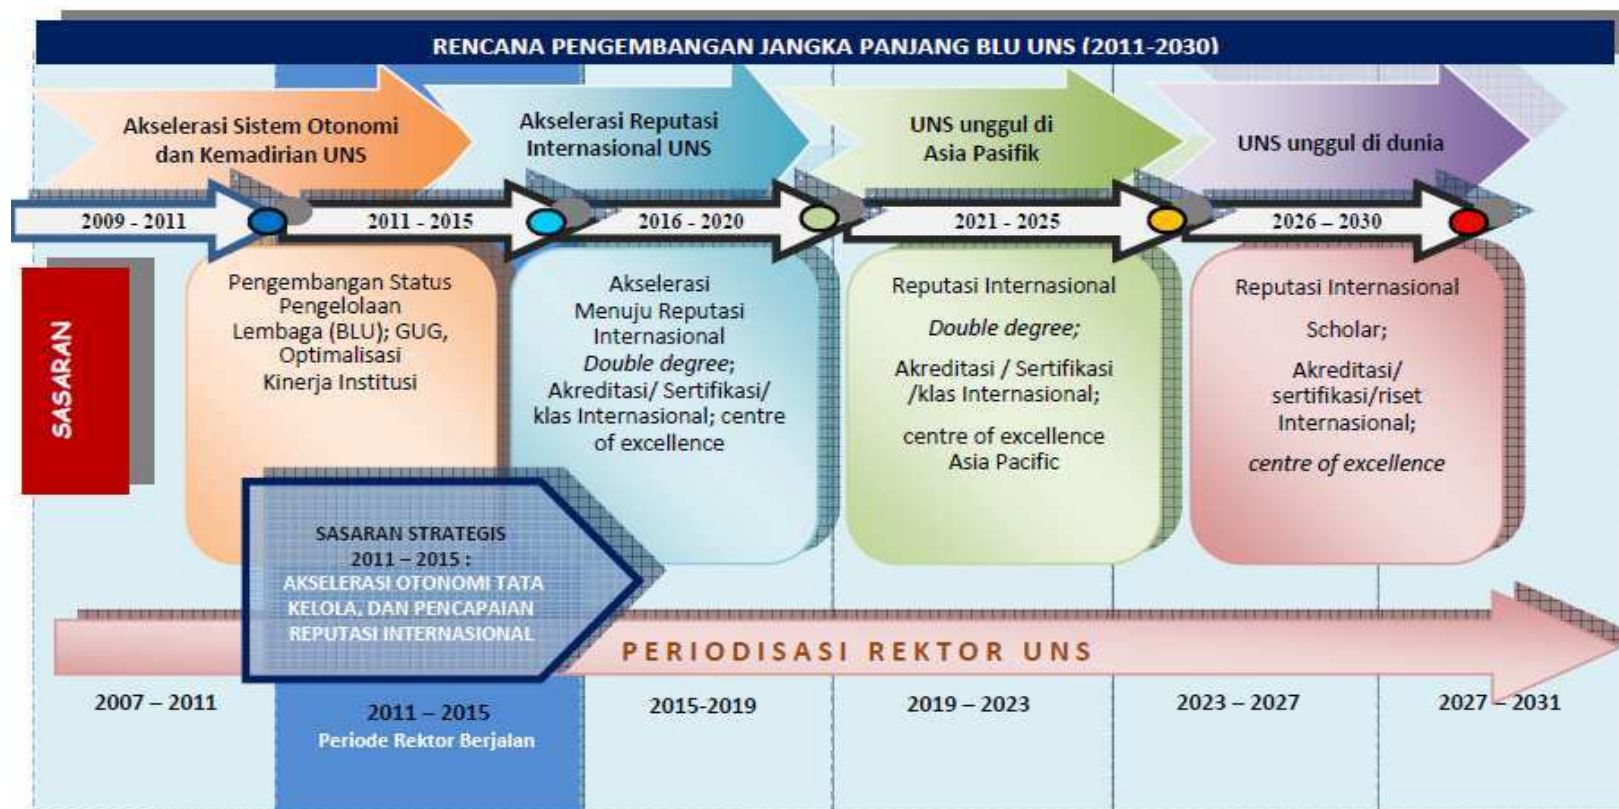 RENCANA PENGEMBANGAN JANGKA PANJANG BLU UNS (2011-2030)
Akselerasi Sistem Otonomi
dan Kemadirian UNS
Akselerasi Reputasi
Internasional UNS
UNS unggul di
Asia Pasifik
UNS unggul di dunia
2009 - 2011
2011 - 2015
2016 - 2020
2021 - 2025
2026 – 2030
SASARAN
Pengembangan Status
Pengelolaan
Lembaga (BLU); GUG,
Optimalisasi
Kinerja Institusi
Akselerasi
Menuju Reputasi
Internasional
Double degree;
Akreditasi/ Sertifikasi/
klas Internasional; centre
of excellence
Reputasi Internasional
Double degree;
Akreditasi / Sertifikasi
/klas Internasional;
centre of excellence
Asia Pacific
Reputasi Internasional
Scholar;
Akreditasi/
sertifikasi/riset
Internasional;
centre of excellence
SASARAN STRATEGIS
2011 – 2015 :
AKSELERASI OTONOMI TATA
KELOLA, DAN PENCAPAIAN
REPUTASI INTERNASIONAL
PERIODISASI REKTOR UNS
2007 – 2011
2011 – 2015
Periode Rektor Berjalan
2015-2019
2019 – 2023
2023 – 2027
2027 – 2031